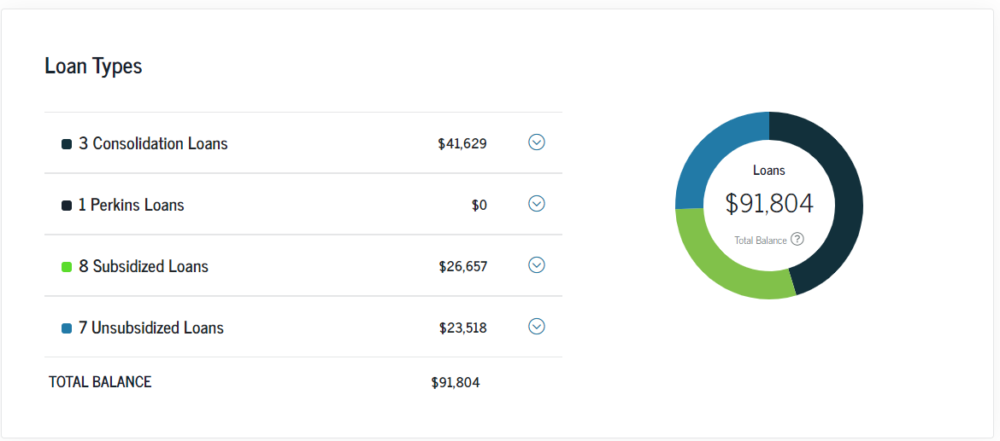 Loan Types
3 Consolidation Loans $41,629
1 Perkins Loans $0
8 Subsidized Loans $26,657
7 Unsubsidized Loans $23,518
TOTAL BALANCE $91,804
Loans
$91,804
Total Balance ?